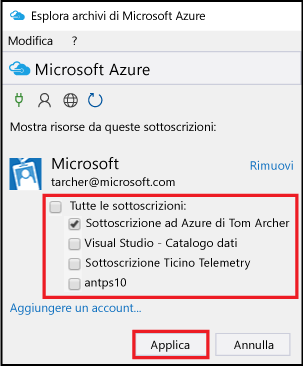 Esplora archivi di Microsoft Azure
Modifica ?
Microsoft Azure
Mostra risorse da queste sottoscrizioni:
Microsoft Rimuovi
tarcher@microsoft.com
Tutte le sottoscrizioni:
Sottoscrizione ad Azure di Tom Archer
Visual Studio - Catalogo dati
Sottoscrizione Ticino Telemetry
antps10
Aggiungere un account...
Applica Annulla